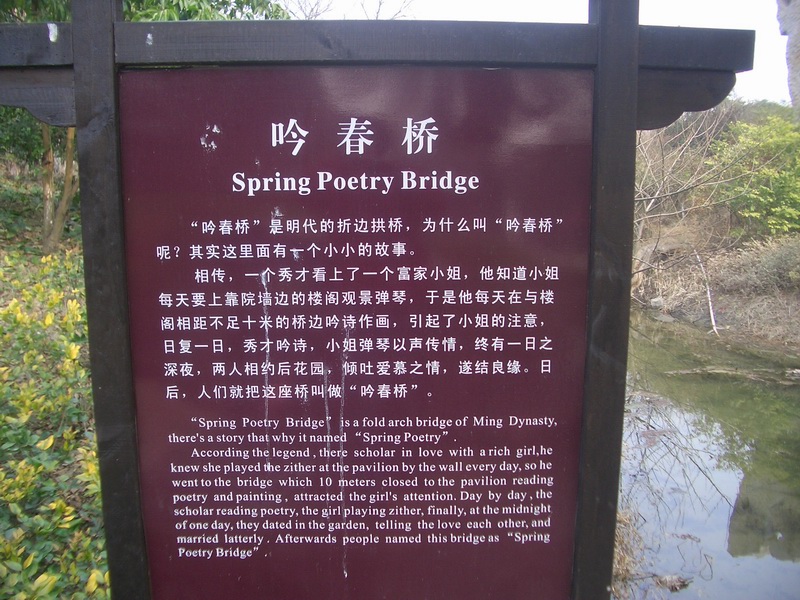 吟春桥
Spring Poetry Bridge
“吟春桥”是明代的折边拱桥，为什么叫“吟春桥”
呢？其实这里面有一个小小的故事。
相传，一个秀才看上了一个富家小姐，他知道小姐
每天要上靠院墙边的楼阁观景弹琴，于是他每天在与楼
阁相距不足十米的桥边吟诗作画，引起了小姐的注意，
日复一日，秀才吟诗，小姐弹琴以声传情，终有一日之
深夜，两人相约后花园，倾吐爱慕之情，遂结良缘。日
后，人们就把这座桥叫做“吟春桥”。
“Spring Poetry Bridge” is a fold arch bridge of Ming Dynasty,
there's a story that why it named “Spring Poetry”.
According the legend, there scholar in love with a rich girl,he
knew she played the zither at the pavilion by the wall every day, so he
went to the bridge which 10 meters closed to the pavilion reading
poetry and painting, attracted the girl's attention. Day by day, the
scholar reading poetry, the girl playing zither, finally, at the midnight
of one day, they dated in the garden, telling the love each other, and
married latterly. Afterwards people named this bridge as “Spring
Poetry Bridge”.